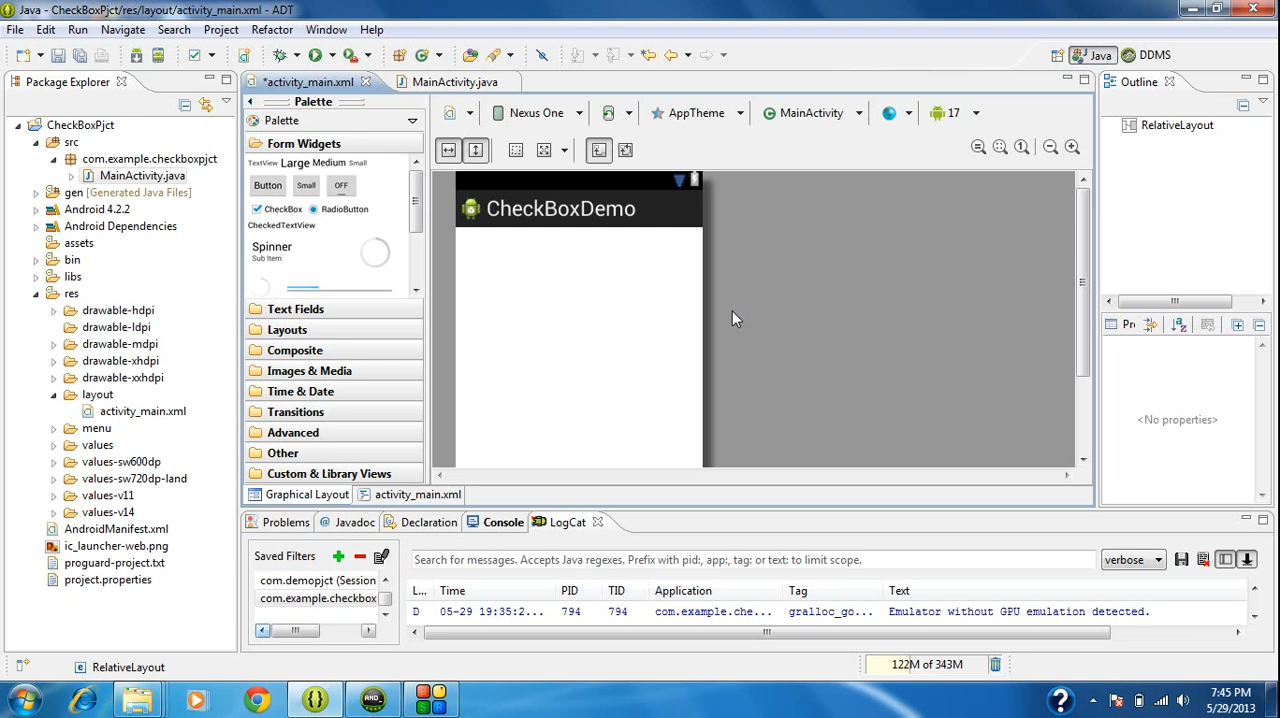 Java - CheckBoxPjct/res/layout/activity_main.xml - ADT
File Edit Run Navigate Search Project Refactor Window Help
Java DDMS
Package Explorer
*activity_main.xml
MainActivity.java
Outline
CheckBoxPjct
src
com.example.checkboxpjct
MainActivity.java
gen [Generated Java Files]
Android 4.2.2
Android Dependencies
assets
bin
libs
res
drawable-hdpi
drawable-ldpi
drawable-mdpi
drawable-xhdpi
drawable-xxhdpi
layout
activity_main.xml
menu
values
values-sw600dp
values-sw720dp-land
values-v11
values-v14
AndroidManifest.xml
ic_launcher-web.png
proguard-project.txt
project.properties
Palette
Palette
Form Widgets
TextView Large Medium Small
Button Small OFF
CheckBox RadioButton
CheckedTextView
Spinner
Sub Item
Text Fields
Layouts
Composite
Images & Media
Time & Date
Transitions
Advanced
Other
Custom & Library Views
Graphical Layout activity_main.xml
Nexus One AppTheme MainActivity 17
CheckBoxDemo
RelativeLayout
Pr
<No properties>
Problems Javadoc Declaration Console LogCat
Saved Filters
com.demopjct (Session
com.example.checkbox
Search for messages. Accepts Java regexes. Prefix with pid:, app:, tag: or text: to limit scope.
verbose
L... Time PID TID Application Tag Text
D 05-29 19:35:2... 794 794 com.example.che... gralloc_go... Emulator without GPU emulation detected.
RelativeLayout
122M of 343M
7:45 PM
5/29/2013